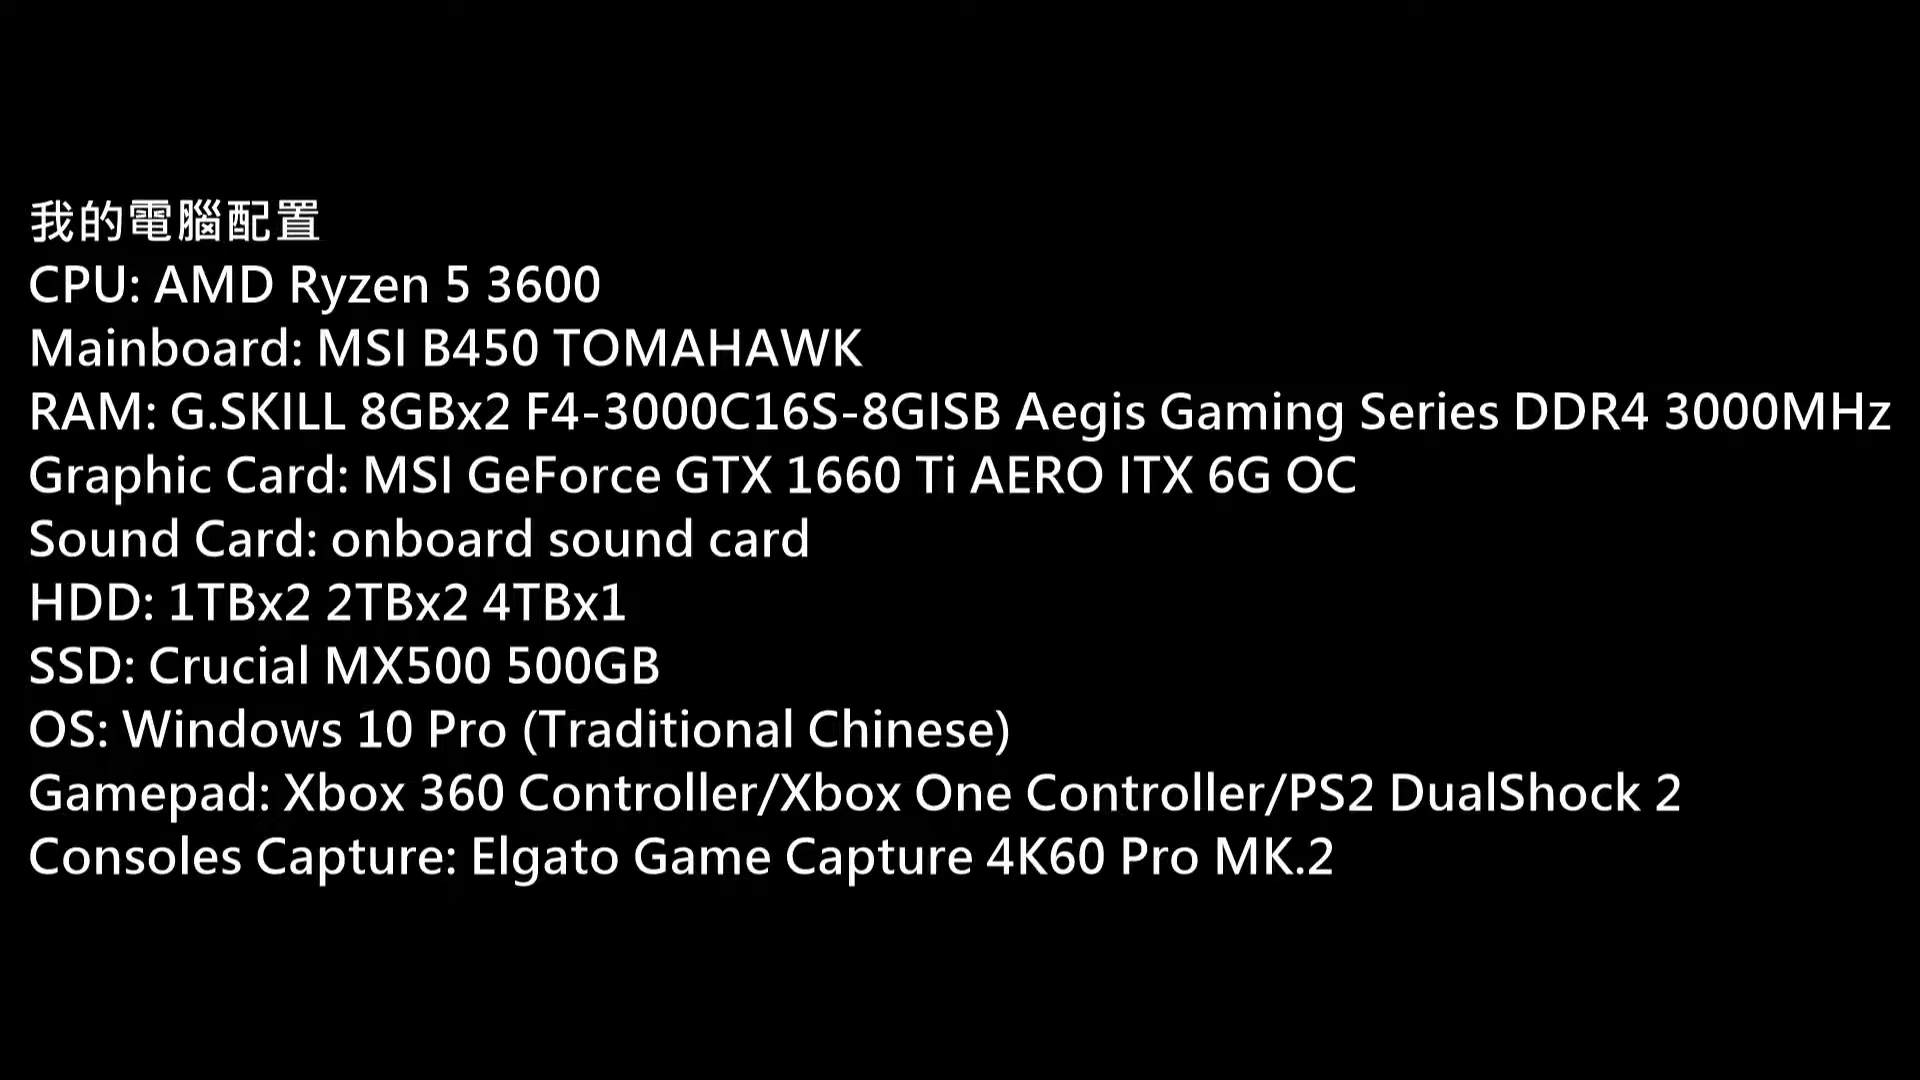 我的電腦配置
CPU: AMD Ryzen 5 3600
Mainboard: MSI B450 TOMAHAWK
RAM: G.SKILL 8GBx2 F4-3000C16S-8GISB Aegis Gaming Series DDR4 3000MHz
Graphic Card: MSI GeForce GTX 1660 Ti AERO ITX 6G OC
Sound Card: onboard sound card
HDD: 1TBx2 2TBx2 4TBx1
SSD: Crucial MX500 500GB
OS: Windows 10 Pro (Traditional Chinese)
Gamepad: Xbox 360 Controller/Xbox One Controller/PS2 DualShock 2
Consoles Capture: Elgato Game Capture 4K60 Pro MK.2